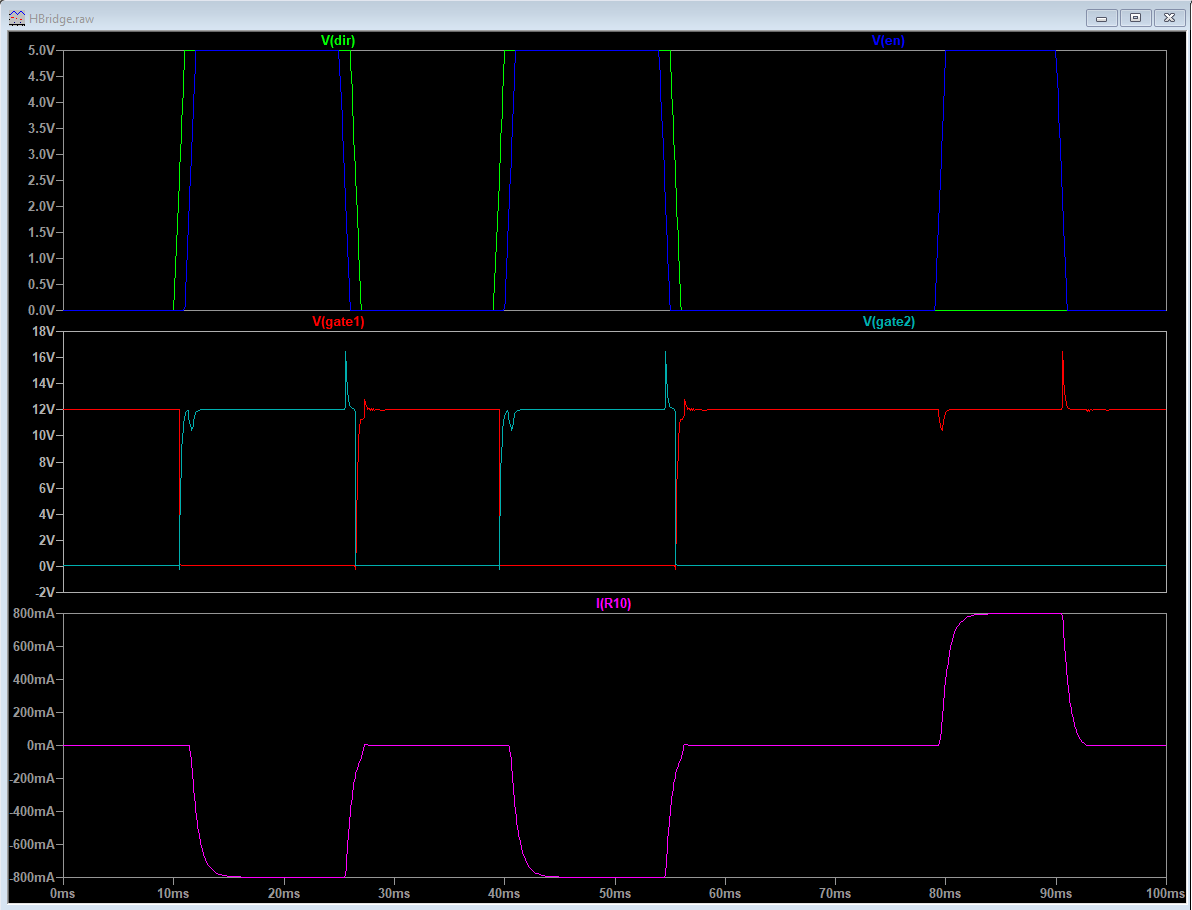 HBridge.raw
V(dir) V(en)
5.0V
4.5V
4.0V
3.5V
3.0V
2.5V
2.0V
1.5V
1.0V
0.5V
0.0V
V(gate1) V(gate2)
18V
16V
14V
12V
10V
8V
6V
4V
2V
0V
-2V
I(R10)
800mA
600mA
400mA
200mA
0mA
-200mA
-400mA
-600mA
-800mA
0ms 10ms 20ms 30ms 40ms 50ms 60ms 70ms 80ms 90ms 100ms